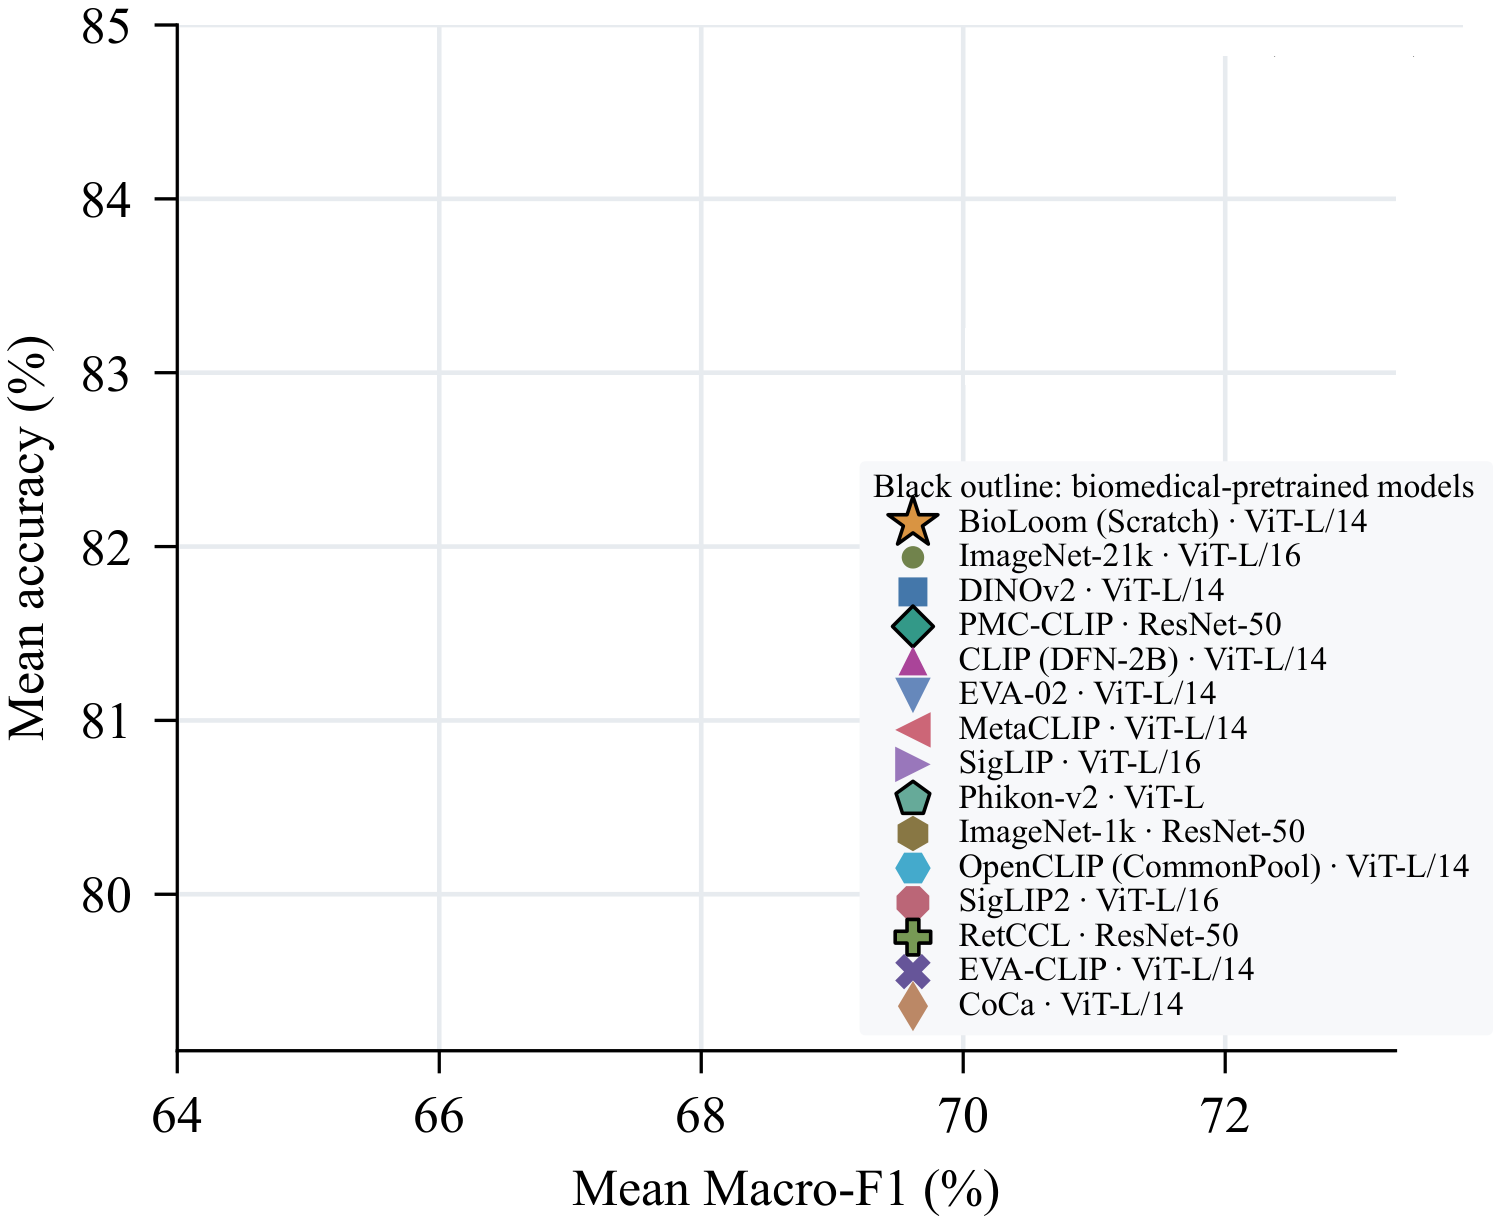 85
84
83
82
81
80
Mean accuracy (%)
Black outline: biomedical-pretrained models
BioLoom (Scratch) · ViT-L/14
ImageNet-21k · ViT-L/16
DINOv2 · ViT-L/14
PMC-CLIP · ResNet-50
CLIP (DFN-2B) · ViT-L/14
EVA-02 · ViT-L/14
MetaCLIP · ViT-L/14
SigLIP · ViT-L/16
Phikon-v2 · ViT-L
ImageNet-1k · ResNet-50
OpenCLIP (CommonPool) · ViT-L/14
SigLIP2 · ViT-L/16
RetCCL · ResNet-50
EVA-CLIP · ViT-L/14
CoCa · ViT-L/14
64 66 68 70 72
Mean Macro-F1 (%)